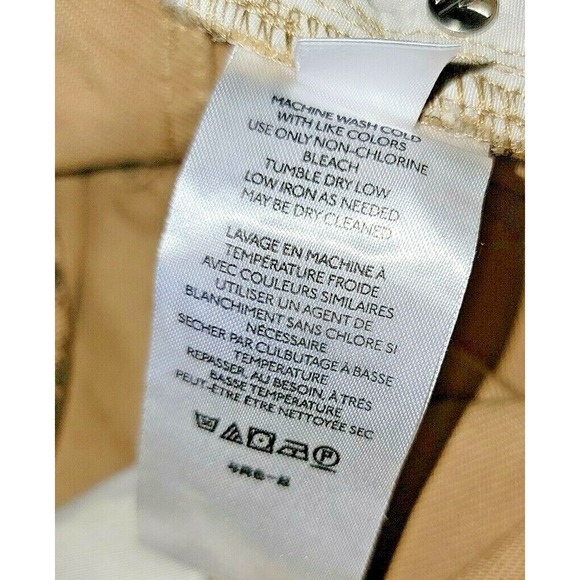 MACHINE WASH COLD
WITH LIKE COLORS
USE ONLY NON-CHLORINE
BLEACH
TUMBLE DRY LOW
LOW IRON AS NEEDED
MAY BE DRY CLEANED
LAVAGE EN MACHINE À
TEMPÉRATURE FROIDE
AVEC COULEURS SIMILAIRES
UTILISER UN AGENT DE
BLANCHIMENT SANS CHLORE SI
NÉCESSAIRE
SECHER PAR CULBUTAGE À BASSE
TEMPÉRATURE
REPASSER, AU BESOIN, À TRÈS
BASSE TEMPÉRATURE
PEUT-ÊTRE ÊTRE NETTOYÉE SEC
P